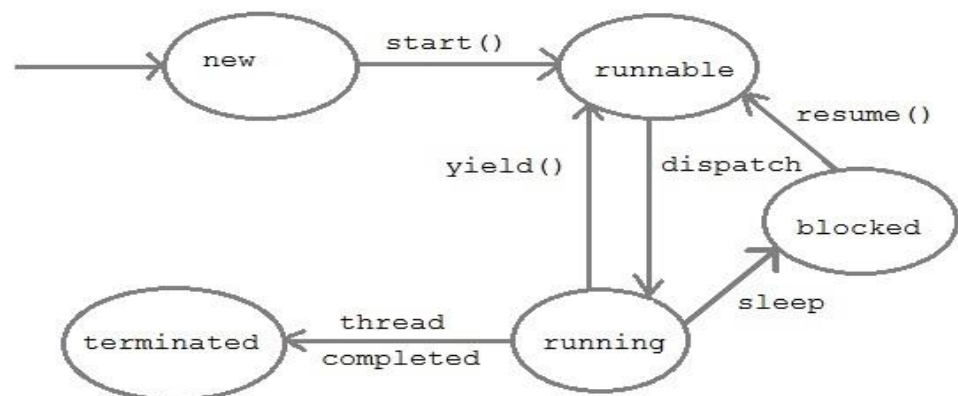 new
start()
runnable
resume()
yield()
dispatch
blocked
sleep
thread
completed
terminated
running